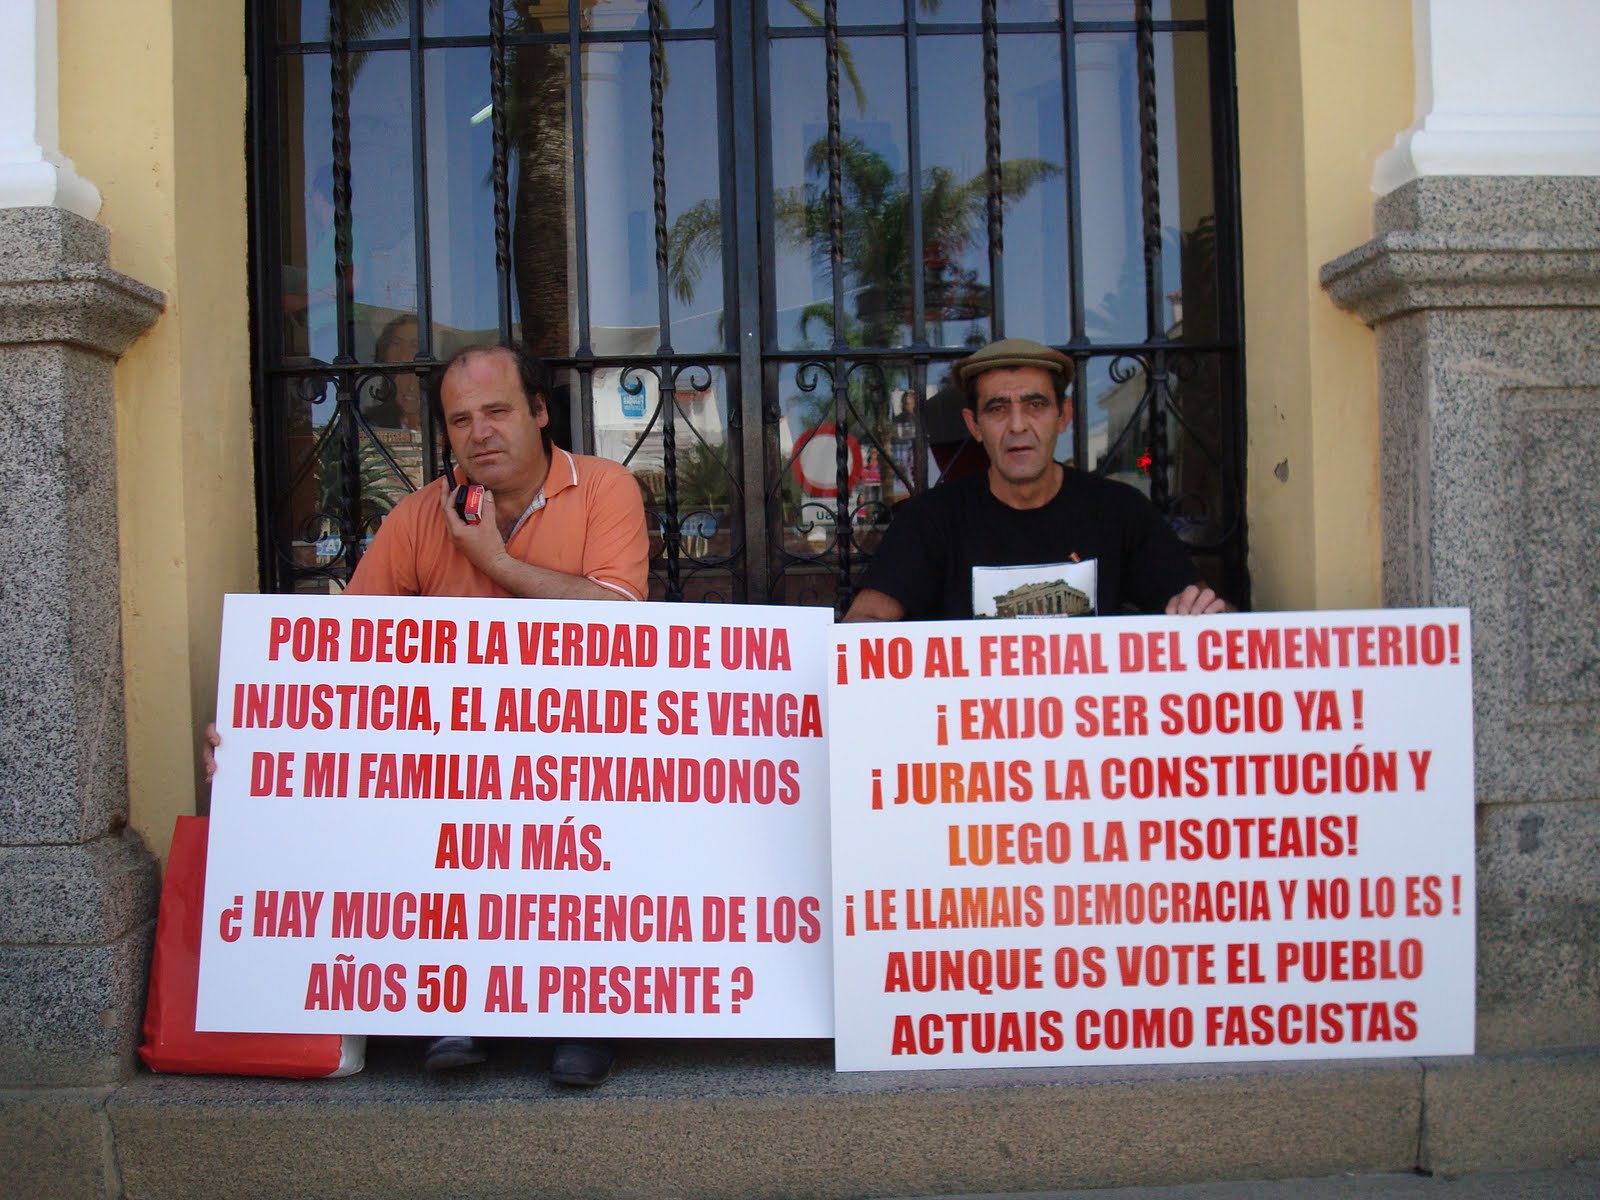 POR DECIR LA VERDAD DE UNA
INJUSTICIA, EL ALCALDE SE VENGA
DE MI FAMILIA ASFIXIANDONOS
AUN MÁS.
¿ HAY MUCHA DIFERENCIA DE LOS
AÑOS 50 AL PRESENTE ?
¡ NO AL FERIAL DEL CEMENTERIO!
¡ EXIJO SER SOCIO YA !
¡ JURAIS LA CONSTITUCIÓN Y
LUEGO LA PISOTEAIS!
¡ LE LLAMAIS DEMOCRACIA Y NO LO ES !
AUNQUE OS VOTE EL PUEBLO
ACTUAIS COMO FASCISTAS